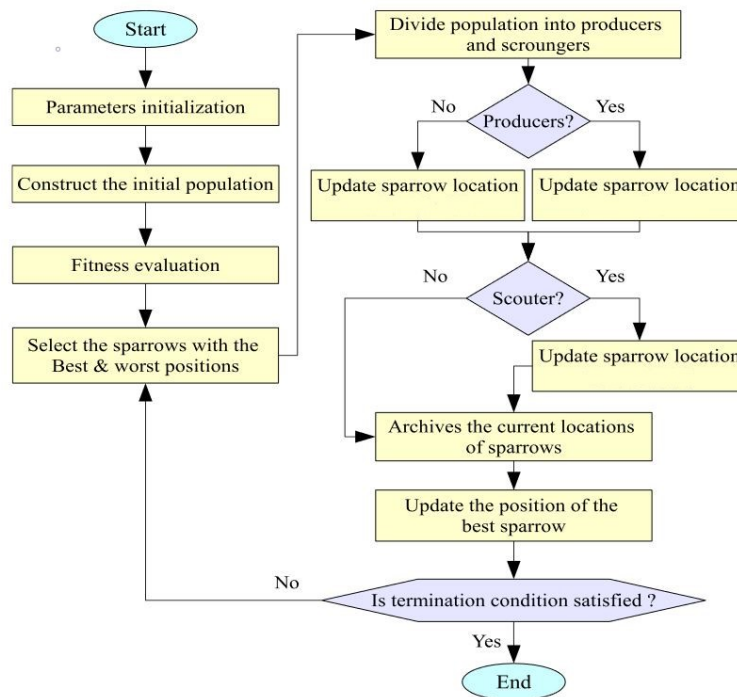 Start
Parameters initialization
Construct the initial population
Fitness evaluation
Select the sparrows with the
Best & worst positions
Divide population into producers
and scroungers
No
Yes
Producers?
Update sparrow location
Update sparrow location
No
Yes
Scouter?
Update sparrow location
Archives the current locations
of sparrows
Update the position of the
best sparrow
No
Is termination condition satisfied ?
Yes
End